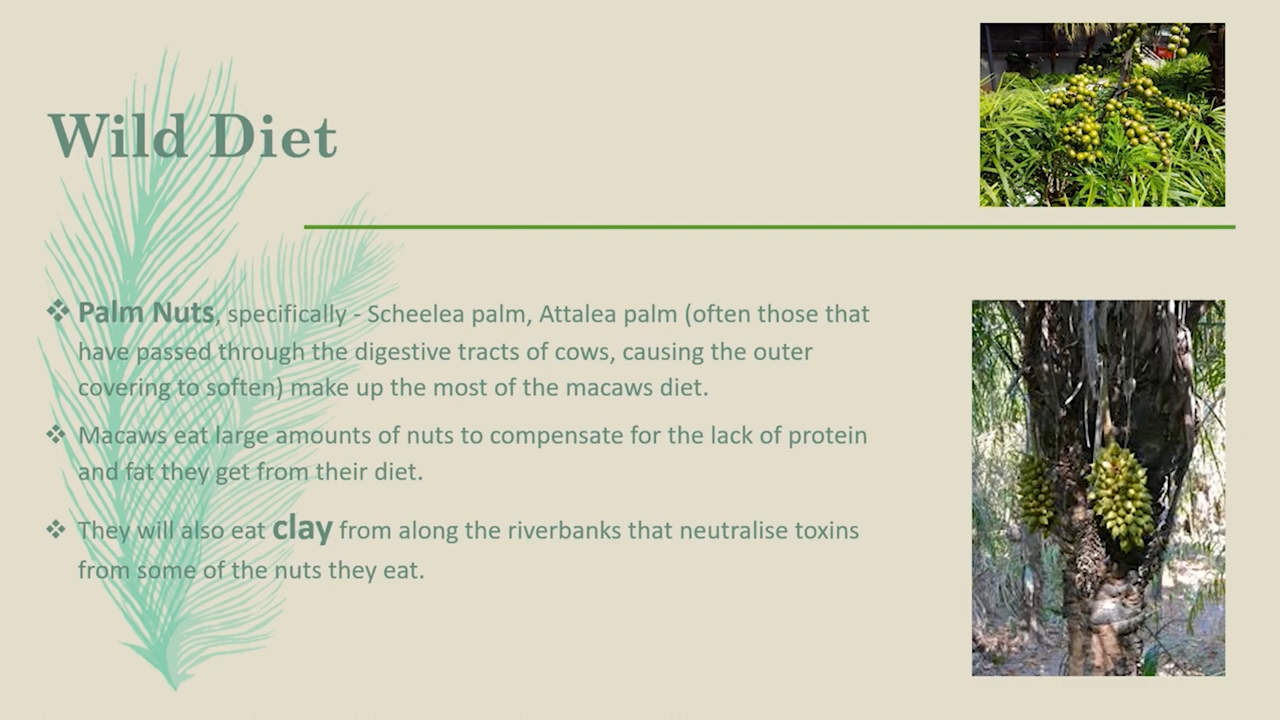 Wild Diet
❖ Palm Nuts, specifically - Scheelea palm, Attalea palm (often those that
have passed through the digestive tracts of cows, causing the outer
covering to soften) make up the most of the macaws diet.
❖ Macaws eat large amounts of nuts to compensate for the lack of protein
and fat they get from their diet.
❖ They will also eat clay from along the riverbanks that neutralise toxins
from some of the nuts they eat.